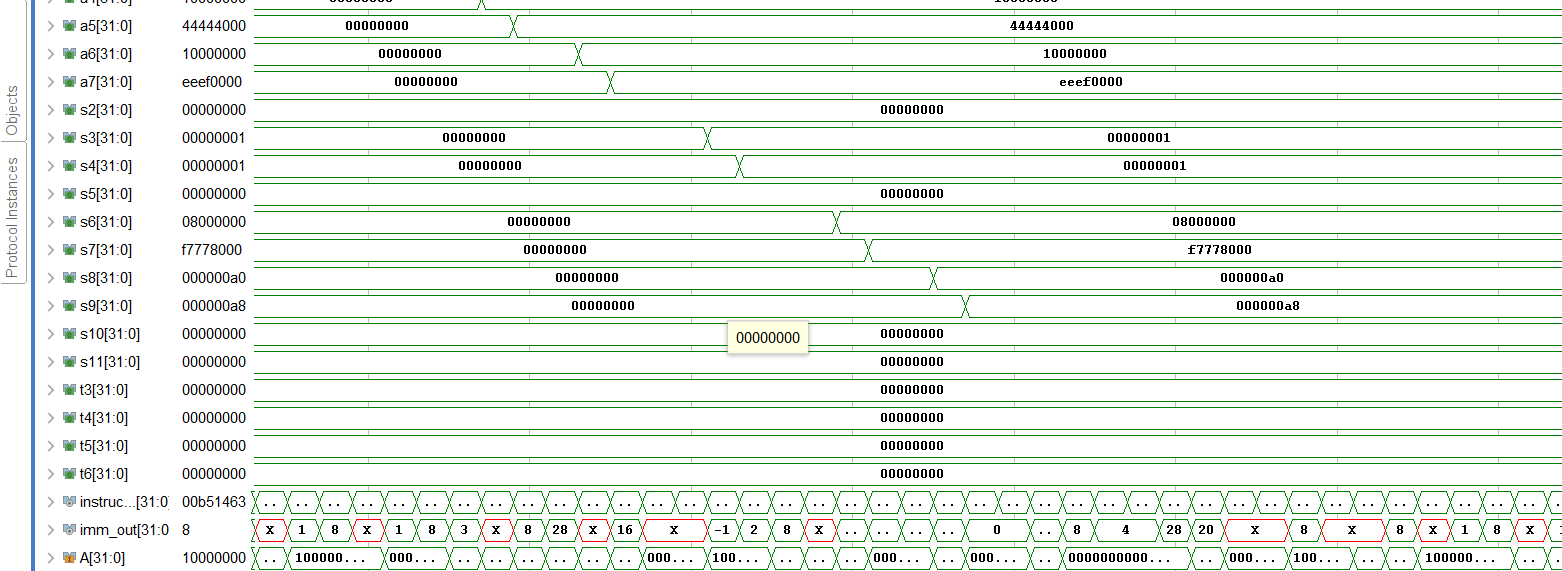 00000000 10000000
a5[31:0] 44444000 00000000 44444000
a6[31:0] 10000000 00000000 10000000
a7[31:0] eeef0000 00000000 eeef0000
s2[31:0] 00000000 00000000
s3[31:0] 00000001 00000000 00000001
s4[31:0] 00000001 00000000 00000001
s5[31:0] 00000000 00000000
s6[31:0] 08000000 00000000 08000000
s7[31:0] f7778000 00000000 f7778000
s8[31:0] 000000a0 00000000 000000a0
s9[31:0] 000000a8 00000000 000000a8
s10[31:0] 00000000 00000000
00000000
s11[31:0] 00000000 00000000
t3[31:0] 00000000 00000000
t4[31:0] 00000000 00000000
t5[31:0] 00000000 00000000
t6[31:0] 00000000 00000000
instruc...[31:0] 00b51463 .. .. .. .. .. .. .. .. .. .. .. .. .. .. .. .. .. .. .. .. .. .. .. .. .. .. .. .. .. .. .. .. .. .. .. .. .. .. .. ..
imm_out[31:0 8 X 1 8 X 1 8 3 X 8 28 X 16 X -1 2 8 X .. .. .. .. 0 .. 8 4 28 20 X 8 X 8 X 1 8 X
A[31:0] 10000000 .. 100000... 000... .. .. .. .. .. .. .. 000... .. 100... .. .. .. 000... .. 000... .. .. 0000000000... .. 000... 100... .. .. 100000... .. ..
Objects
Protocol Instances